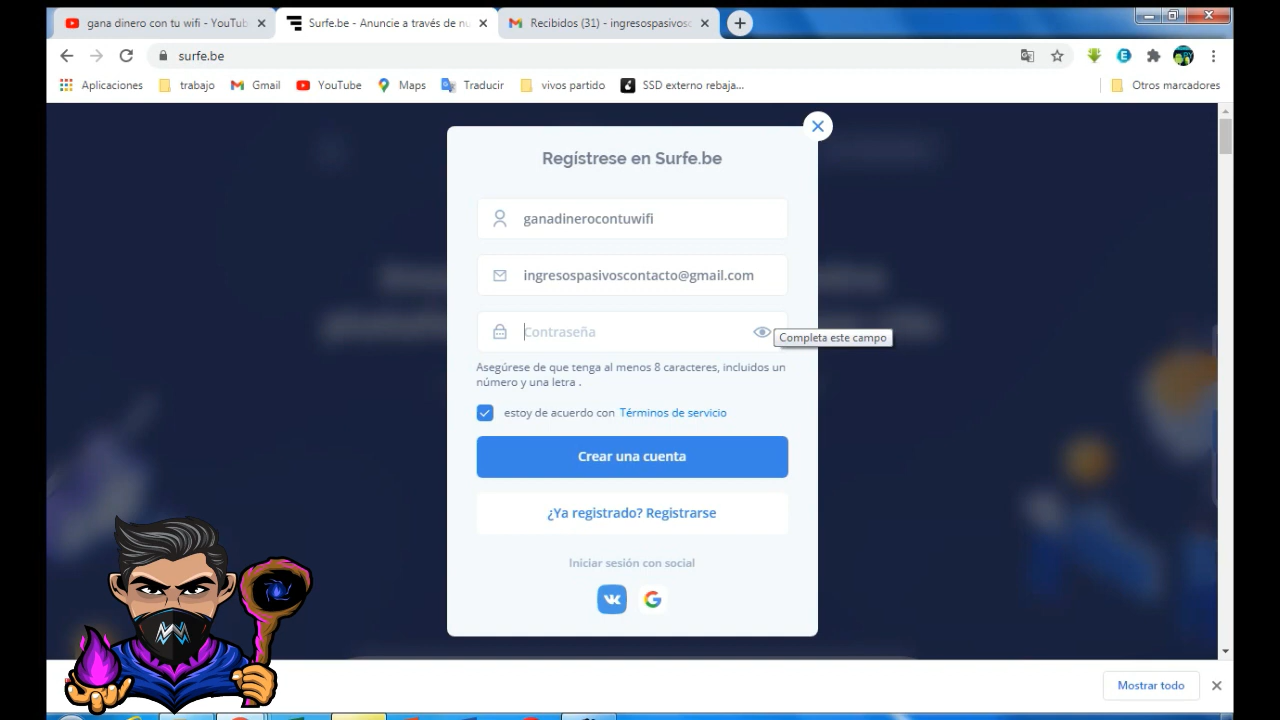 gana dinero con tu wifi - YouTub
Surfe.be - Anuncie a través de nu
Recibidos (31) - ingresospasivosc
surfe.be
Aplicaciones
trabajo
Gmail
YouTube
Maps
Traducir
vivos partido
SSD externo rebaja...
Otros marcadores
Regístrese en Surfe.be
ganadinerocontuwifi
ingresospasivoscontacto@gmail.com
Contraseña
Completa este campo
Asegúrese de que tenga al menos 8 caracteres, incluidos un
número y una letra .
estoy de acuerdo con Términos de servicio
Crear una cuenta
¿Ya registrado? Registrarse
Iniciar sesión con social
Mostrar todo